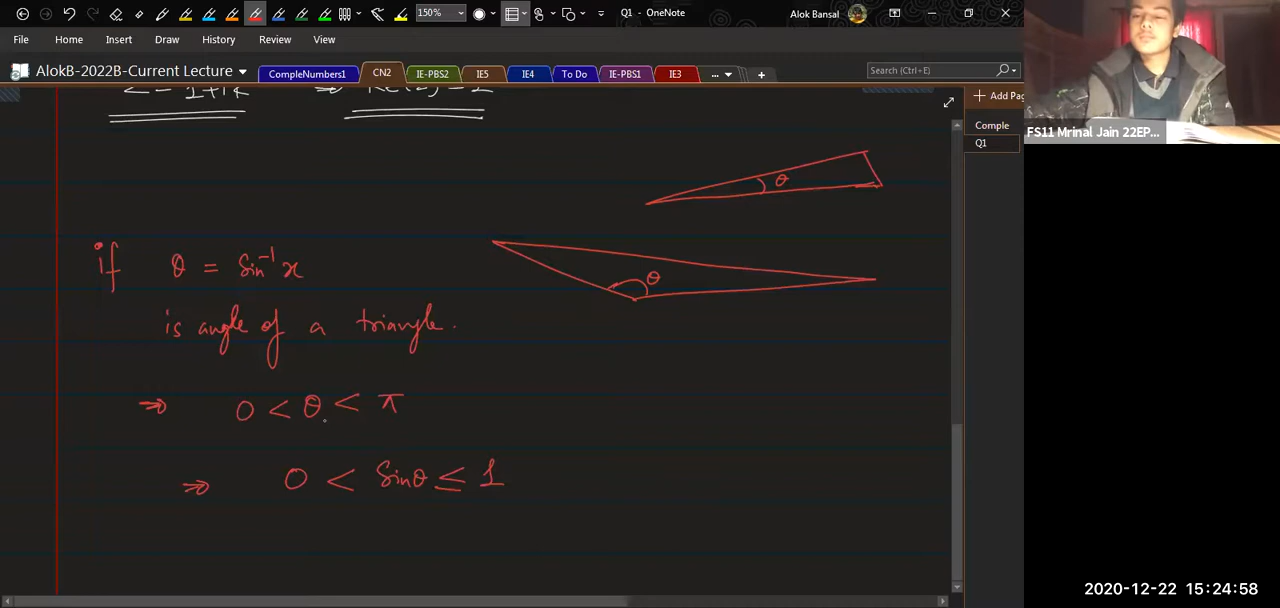 150%
Q1 - OneNote
Alok Bansal
File Home Insert Draw History Review View
AlokB-2022B-Current Lecture
CompleNumbers1 CN2 IE-PBS2 IE5 IE4 To Do IE-PBS1 IE3 ... +
Search (Ctrl+E)
+ Add Pag
Comple
Q1
FS11 Mrinal Jain 22EP...
θ
if θ = sin⁻¹ x
θ
is angle of a triangle.
⇒ 0 < θ < π
⇒ 0 < sinθ ≤ 1
2020-12-22 15:24:58